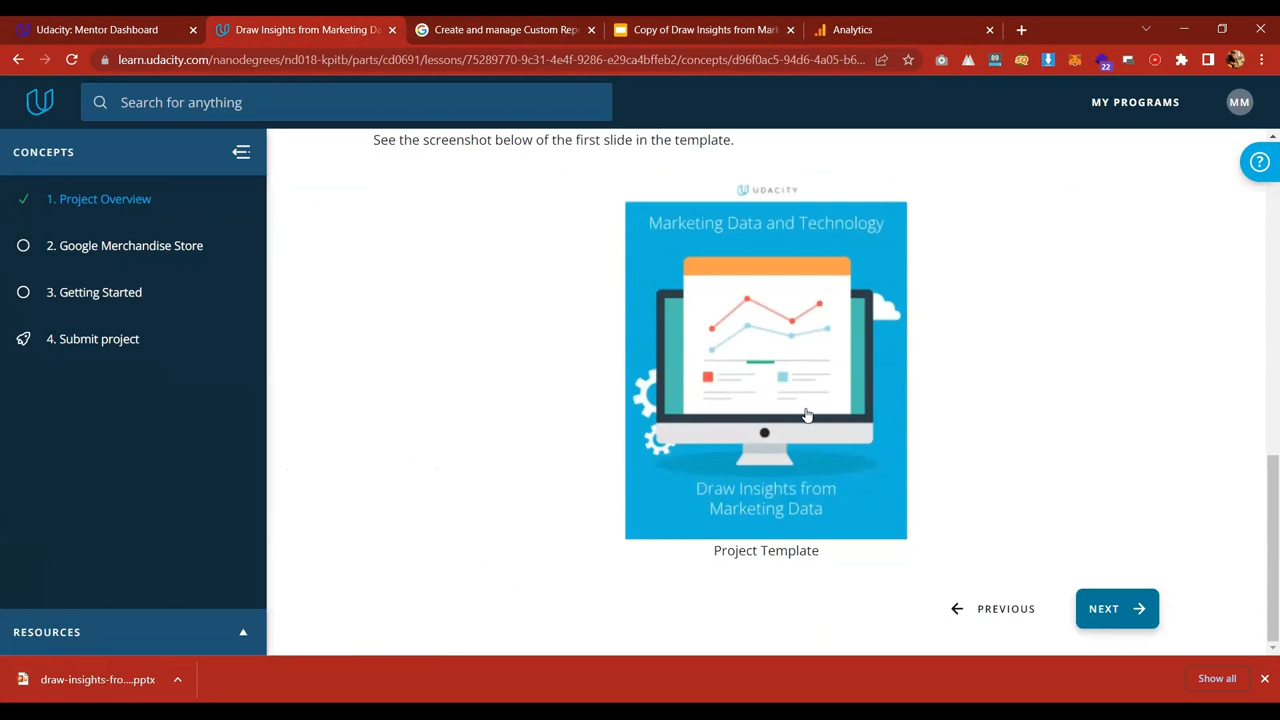 Udacity: Mentor Dashboard
Draw Insights from Marketing Da
Create and manage Custom Rep
Copy of Draw Insights from Mark
Analytics
learn.udacity.com/nanodegrees/nd018-kpitb/parts/cd0691/lessons/75289770-9c31-4e4f-9286-e29ca4bffeb2/concepts/d96f0ac5-94d6-4a05-b6...
89
22
Search for anything
MY PROGRAMS
MM
CONCEPTS
1. Project Overview
2. Google Merchandise Store
3. Getting Started
4. Submit project
RESOURCES
See the screenshot below of the first slide in the template.
UDACITY
Marketing Data and Technology
Draw Insights from
Marketing Data
Project Template
PREVIOUS
NEXT
draw-insights-fro....pptx
Show all